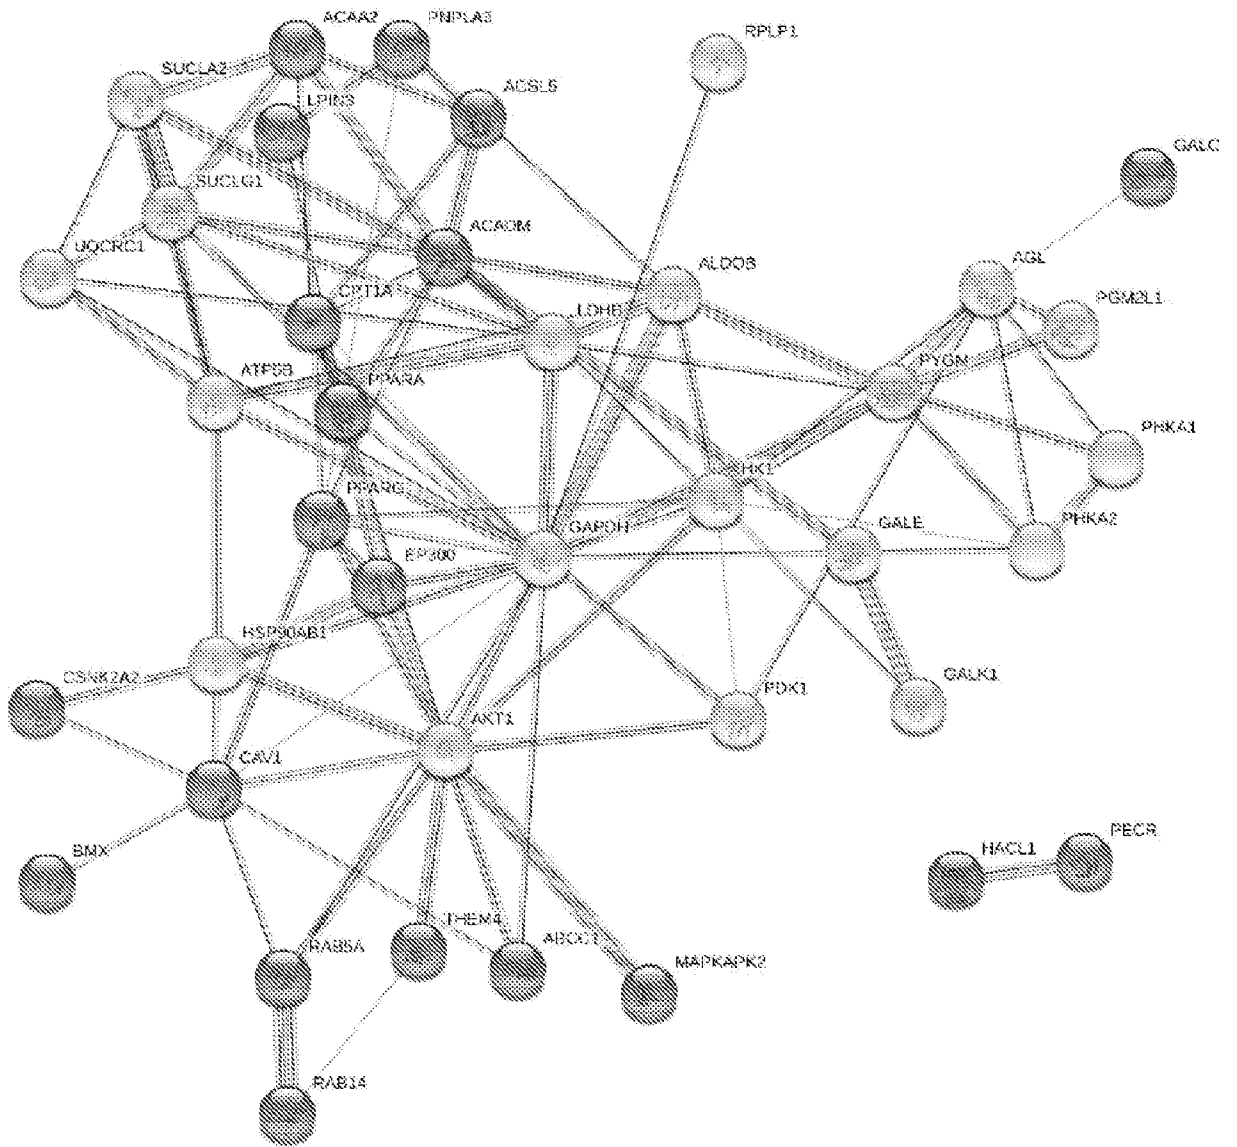 ACAA2
PNPLA3
RPLP1
SUCLA2
ACSL5
LPIN3
GALC
SUCLG1
ACADM
UQCRC1
ALDOB
AGL
CPT1A
LDHB
PGM2L1
ATP5B
PPARA
PYGM
PHKA1
HK1
PPARG
GAPDH
GALE
PHKA2
EP300
HSP90AB1
CSNK2A2
GALK1
PDK1
AKT1
CAV1
BMX
HACL1
PECR
THEM4
RAB5A
ABCC1
MAPKAPK2
RAB14